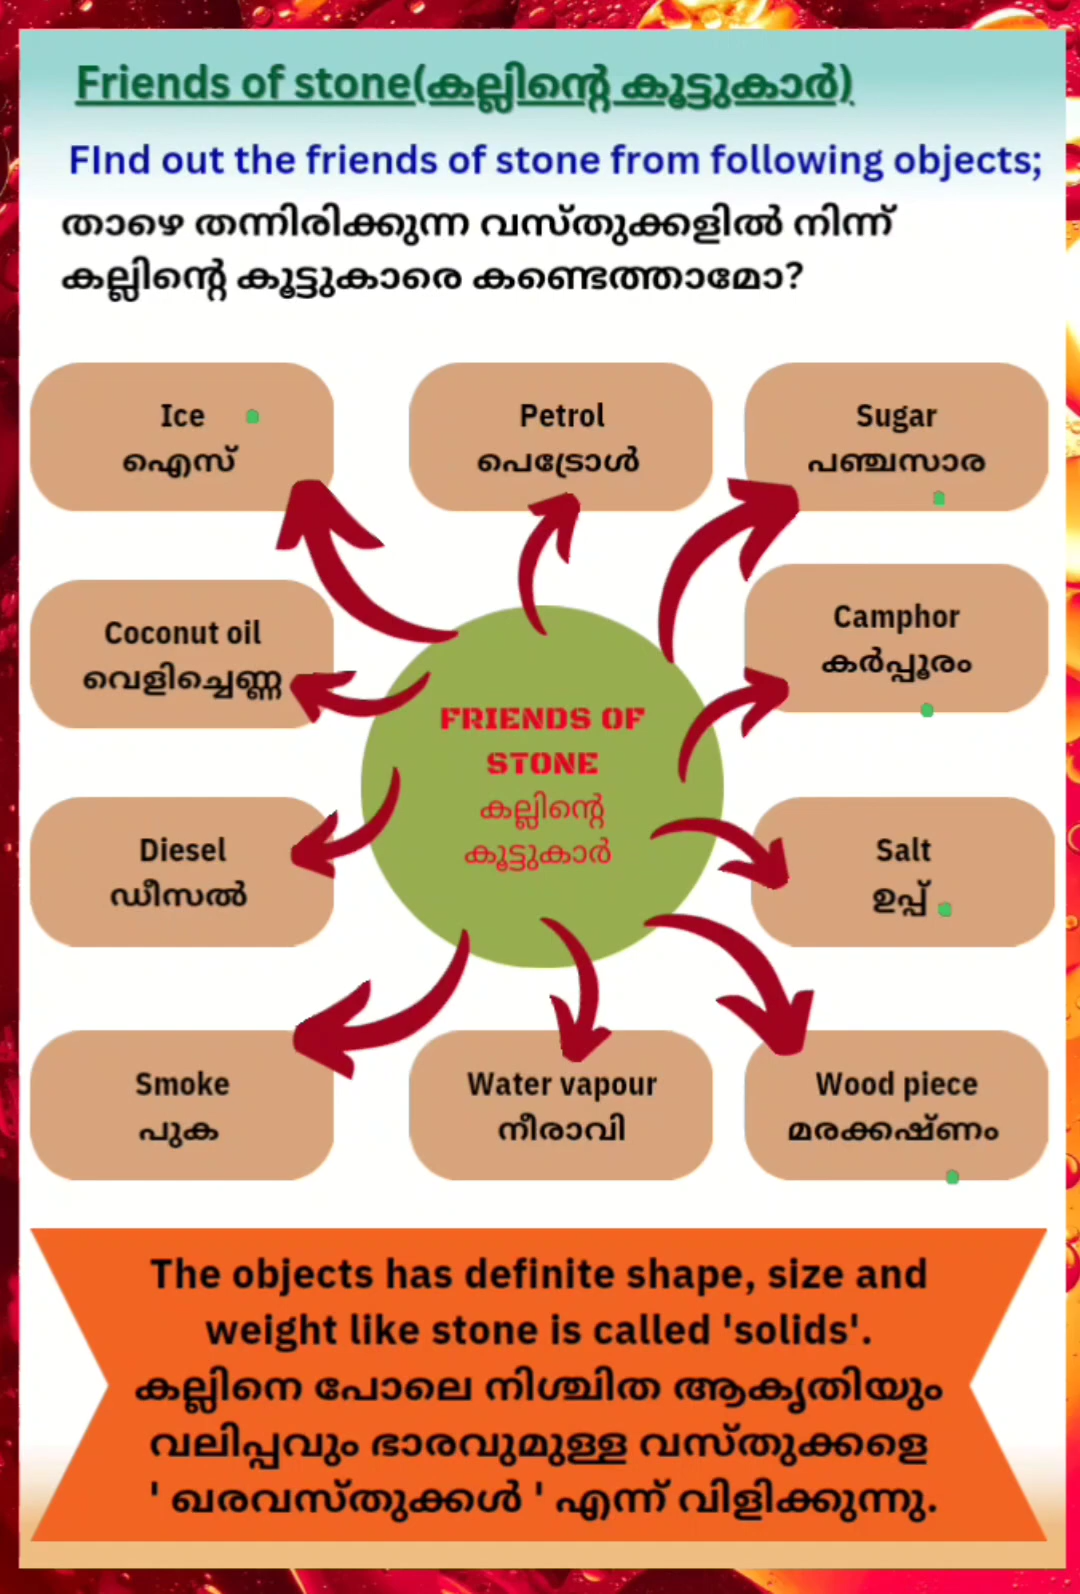 Friends of stone(കല്ലിന്റെ കൂട്ടുകാർ)
FInd out the friends of stone from following objects;
താഴെ തന്നിരിക്കുന്ന വസ്തുക്കളിൽ നിന്ന്
കല്ലിന്റെ കൂട്ടുകാരെ കണ്ടെത്താമോ?
Ice
ഐസ്
Petrol
പെട്രോൾ
Sugar
പഞ്ചസാര
Coconut oil
വെളിച്ചെണ്ണ
Camphor
കർപ്പൂരം
FRIENDS OF
STONE
കല്ലിന്റെ
കൂട്ടുകാർ
Diesel
ഡീസൽ
Salt
ഉപ്പ്
Smoke
പുക
Water vapour
നീരാവി
Wood piece
മരക്കഷ്ണം
The objects has definite shape, size and
weight like stone is called 'solids'.
കല്ലിനെ പോലെ നിശ്ചിത ആകൃതിയും
വലിപ്പവും ഭാരവുമുള്ള വസ്തുക്കളെ
' ഖരവസ്തുക്കൾ ' എന്ന് വിളിക്കുന്നു.